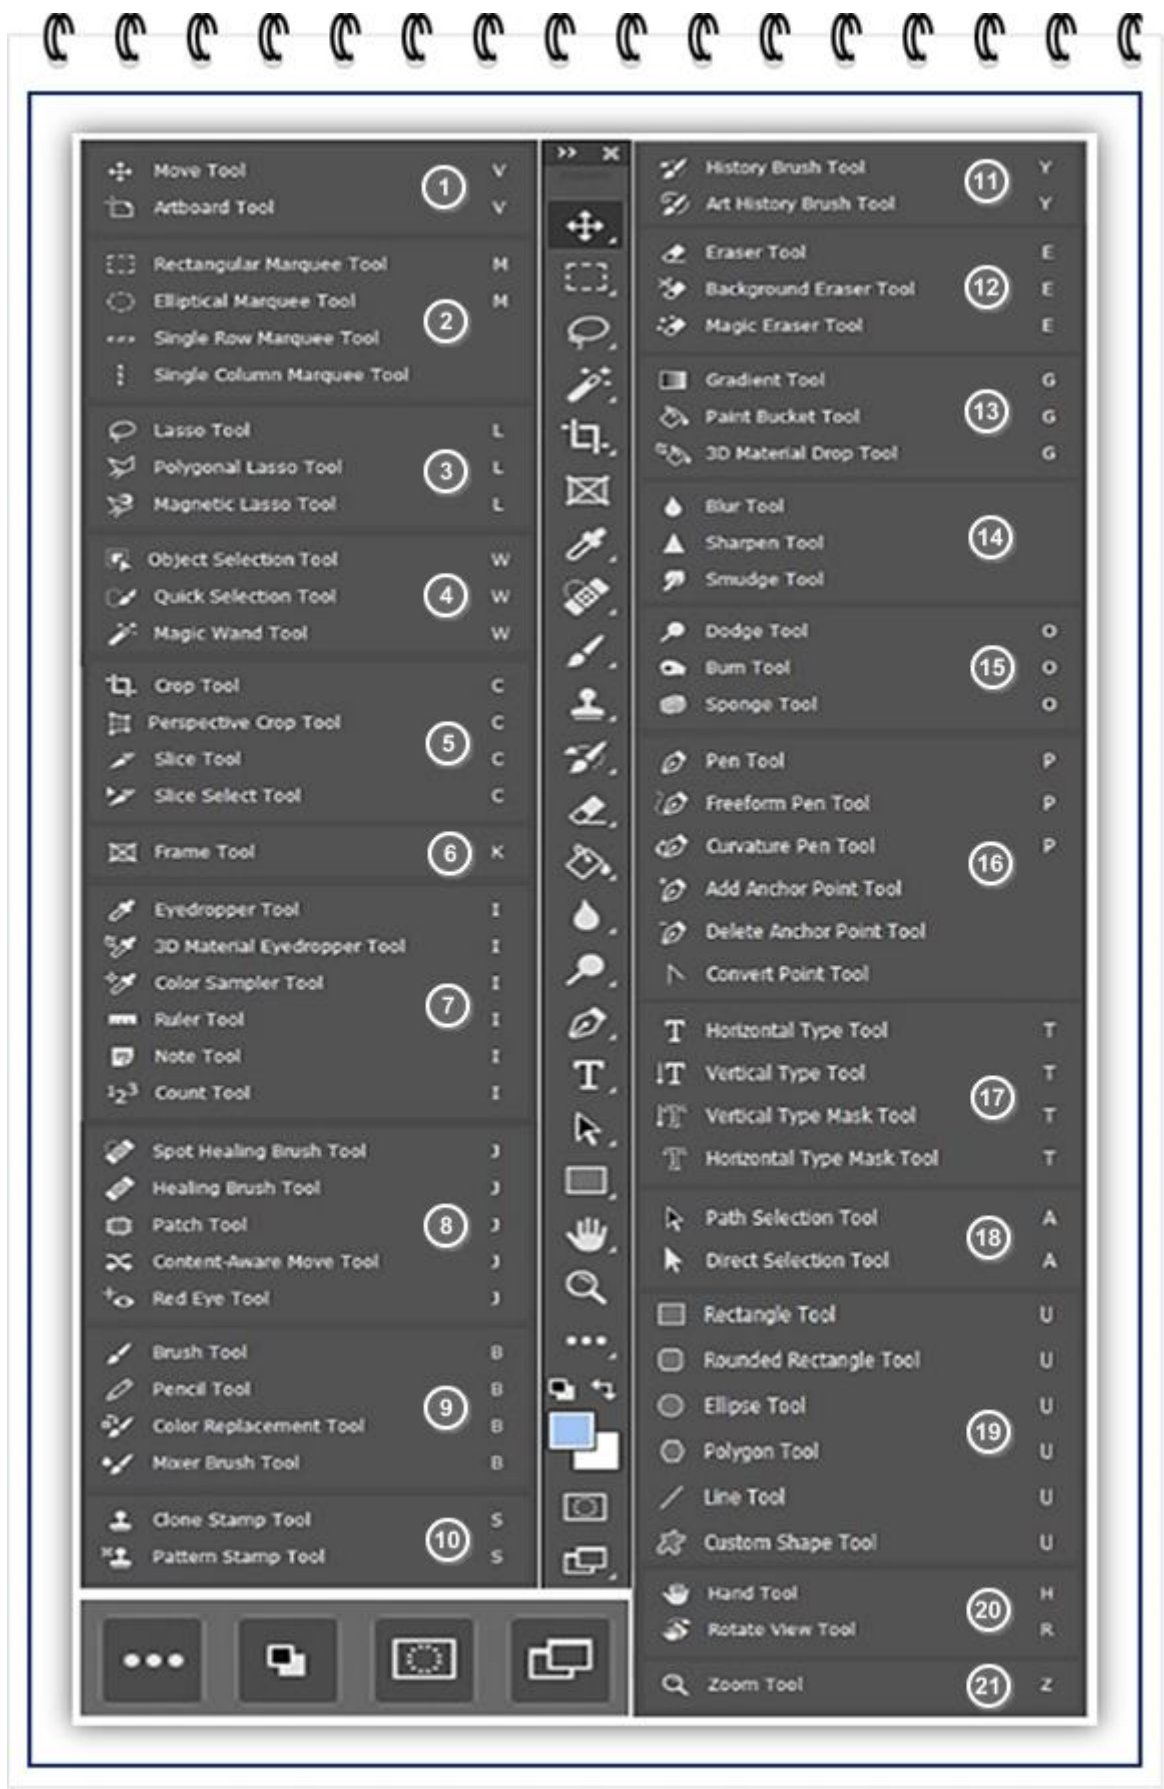 Move Tool 1 V
Artboard Tool V
Rectangular Marquee Tool M
Elliptical Marquee Tool M
2
Single Row Marquee Tool
Single Column Marquee Tool
Lasso Tool L
Polygonal Lasso Tool 3 L
Magnetic Lasso Tool L
Object Selection Tool W
Quick Selection Tool 4 W
Magic Wand Tool W
Crop Tool C
Perspective Crop Tool C
5
Slice Tool C
Slice Select Tool C
Frame Tool 6 K
Eyedropper Tool I
3D Material Eyedropper Tool I
Color Sampler Tool I
7
Ruler Tool I
Note Tool I
Count Tool I
Spot Healing Brush Tool J
Healing Brush Tool J
Patch Tool 8 J
Content-Aware Move Tool J
Red Eye Tool J
Brush Tool B
Pencil Tool B
9
Color Replacement Tool B
Mixer Brush Tool B
Clone Stamp Tool S
10
Pattern Stamp Tool S
History Brush Tool Y
11
Art History Brush Tool Y
Eraser Tool E
Background Eraser Tool 12 E
Magic Eraser Tool E
Gradient Tool G
Paint Bucket Tool 13 G
3D Material Drop Tool G
Blur Tool
Sharpen Tool 14
Smudge Tool
Dodge Tool O
Burn Tool 15 O
Sponge Tool O
Pen Tool P
Freeform Pen Tool P
Curvature Pen Tool P
16
Add Anchor Point Tool
Delete Anchor Point Tool
Convert Point Tool
Horizontal Type Tool T
Vertical Type Tool T
17
Vertical Type Mask Tool T
Horizontal Type Mask Tool T
Path Selection Tool A
18
Direct Selection Tool A
Rectangle Tool U
Rounded Rectangle Tool U
Ellipse Tool U
19
Polygon Tool U
Line Tool U
Custom Shape Tool U
Hand Tool H
20
Rotate View Tool R
Zoom Tool 21 Z